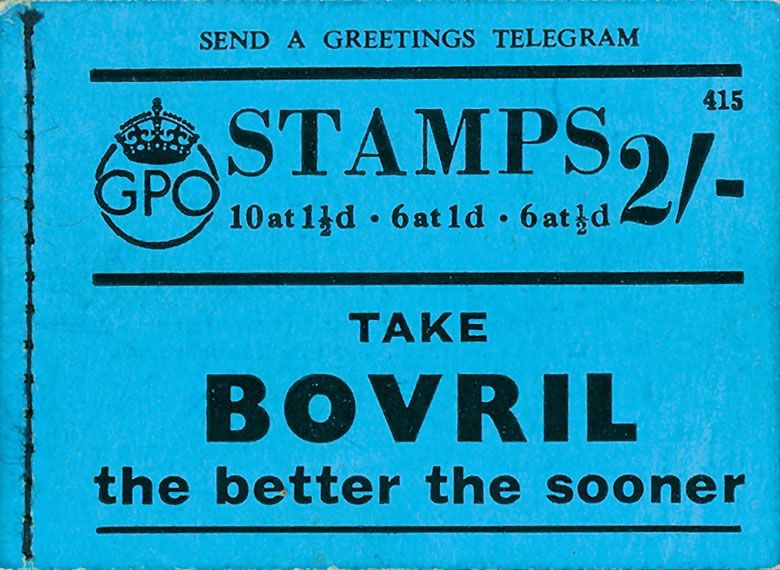 SEND A GREETINGS TELEGRAM
415
GPO
STAMPS 2/-
10 at 1½d · 6 at 1d · 6 at ½d
TAKE
BOVRIL
the better the sooner